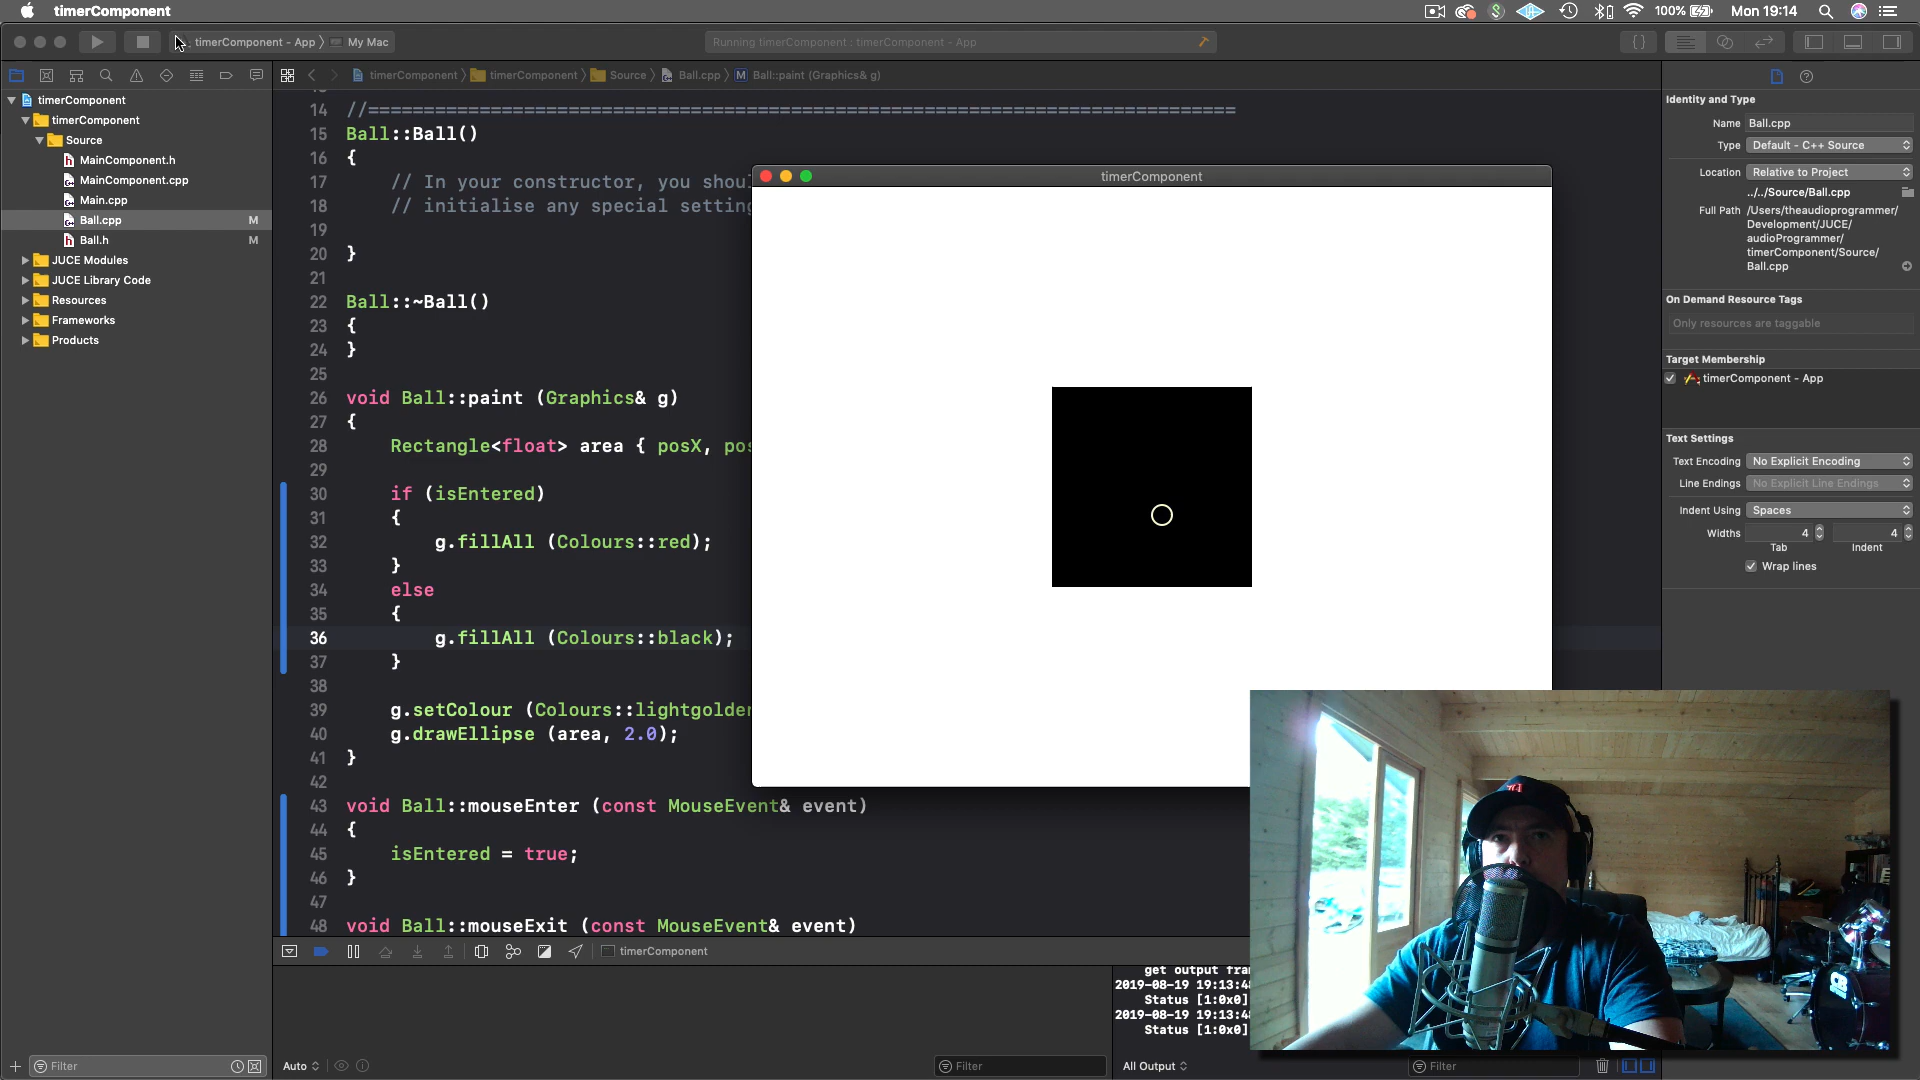 timerComponent
100%
Mon 19:14
timerComponent - App
My Mac
Running timerComponent : timerComponent - App
timerComponent
timerComponent
Source
Ball.cpp
M
Ball::paint (Graphics& g)
timerComponent
timerComponent
Source
MainComponent.h
MainComponent.cpp
Main.cpp
Ball.cpp M
Ball.h M
JUCE Modules
JUCE Library Code
Resources
Frameworks
Products
14 //==============================================================================
15 Ball::Ball()
16 {
17 // In your constructor, you
18 // initialise any special
19
20 }
21
22 Ball::~Ball()
23 {
24 }
25
26 void Ball::paint (Graphics& g)
27 {
28 Rectangle<float> area { posX,
29
30 if (isEntered)
31 {
32 g.fillAll (Colours::red);
33 }
34 else
35 {
36 g.fillAll (Colours::black);
37 }
38
39 g.setColour (Colours::
40 g.drawEllipse (area, 2.0);
41 }
42
43 void Ball::mouseEnter (const MouseEvent& event)
44 {
45 isEntered = true;
46 }
47
48 void Ball::mouseExit (const MouseEvent& event)
timerComponent
Identity and Type
Name Ball.cpp
Type Default - C++ Source
Location Relative to Project
../../Source/Ball.cpp
Full Path /Users/theaudioprogrammer/
Development/JUCE/
audioProgrammer/
timerComponent/Source/
Ball.cpp
On Demand Resource Tags
Only resources are taggable
Target Membership
timerComponent - App
Text Settings
Text Encoding No Explicit Encoding
Line Endings No Explicit Line Endings
Indent Using Spaces
Widths 4 4
Tab Indent
Wrap lines
timerComponent
get output
2019-08-19 19:13:48
Status [1:0x0]
2019-08-19 19:13:48
Status [1:0x0]
Filter
Auto
Filter
All Output
Filter